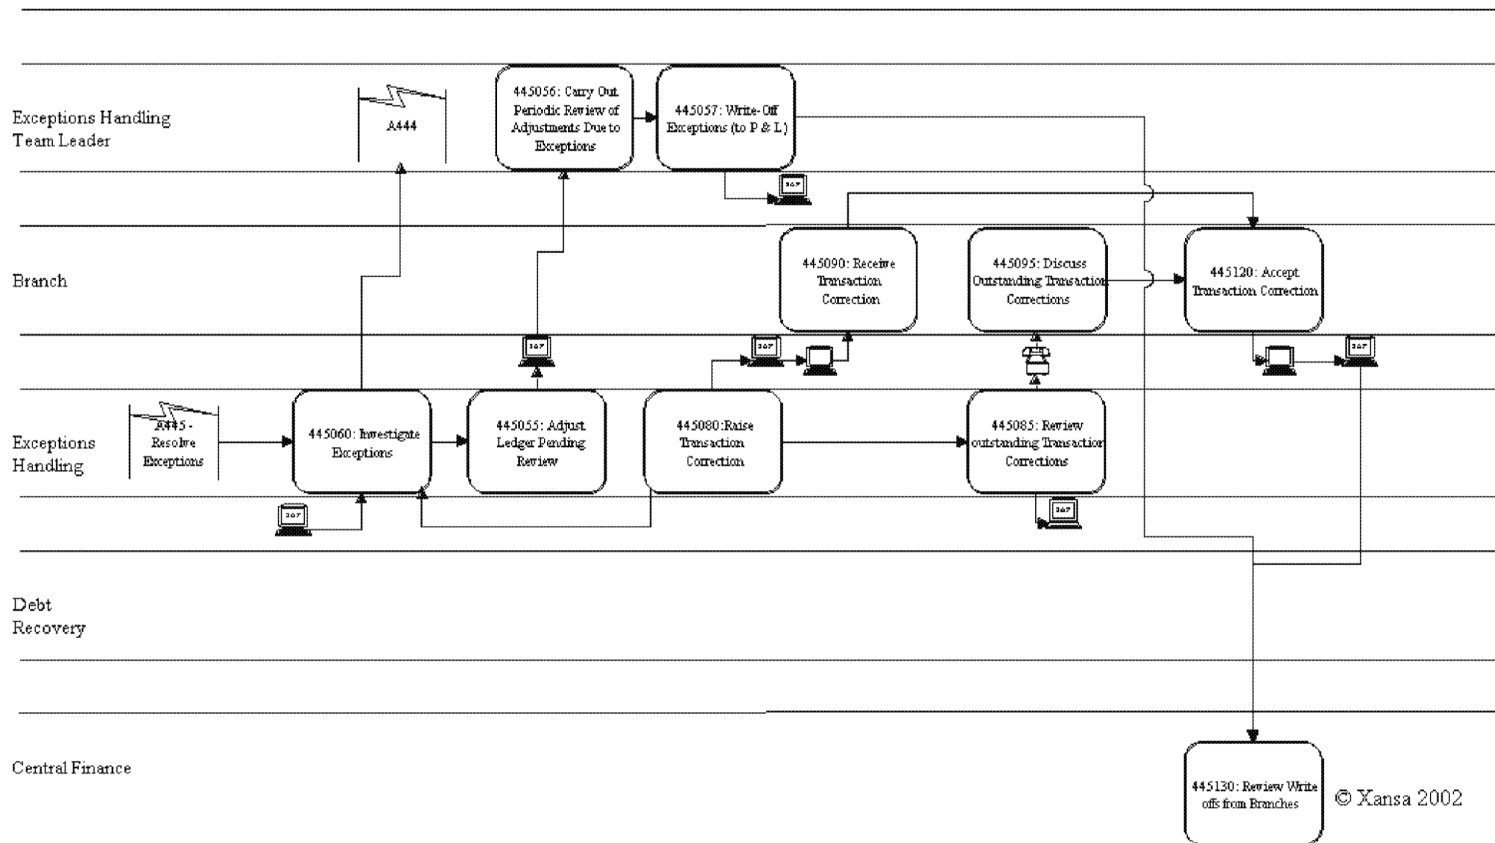 Exceptions Handling
Team Leader
A444
445056: Carry Out
Periodic Review of
Adjustments Due to
Exceptions
445057: Write-Off
Exceptions (to P & L)
Branch
445090: Receive
Transaction
Correction
445095: Discuss
Outstanding Transaction
Corrections
445120: Accept
Transaction Correction
Exceptions
Handling
A445 -
Resolve
Exceptions
445060: Investigate
Exceptions
445055: Adjust
Ledger Pending
Review
445080:Raise
Transaction
Correction
445085: Review
outstanding Transaction
Corrections
Debt
Recovery
Central Finance
445130: Review Write
offs from Branches
© Xansa 2002